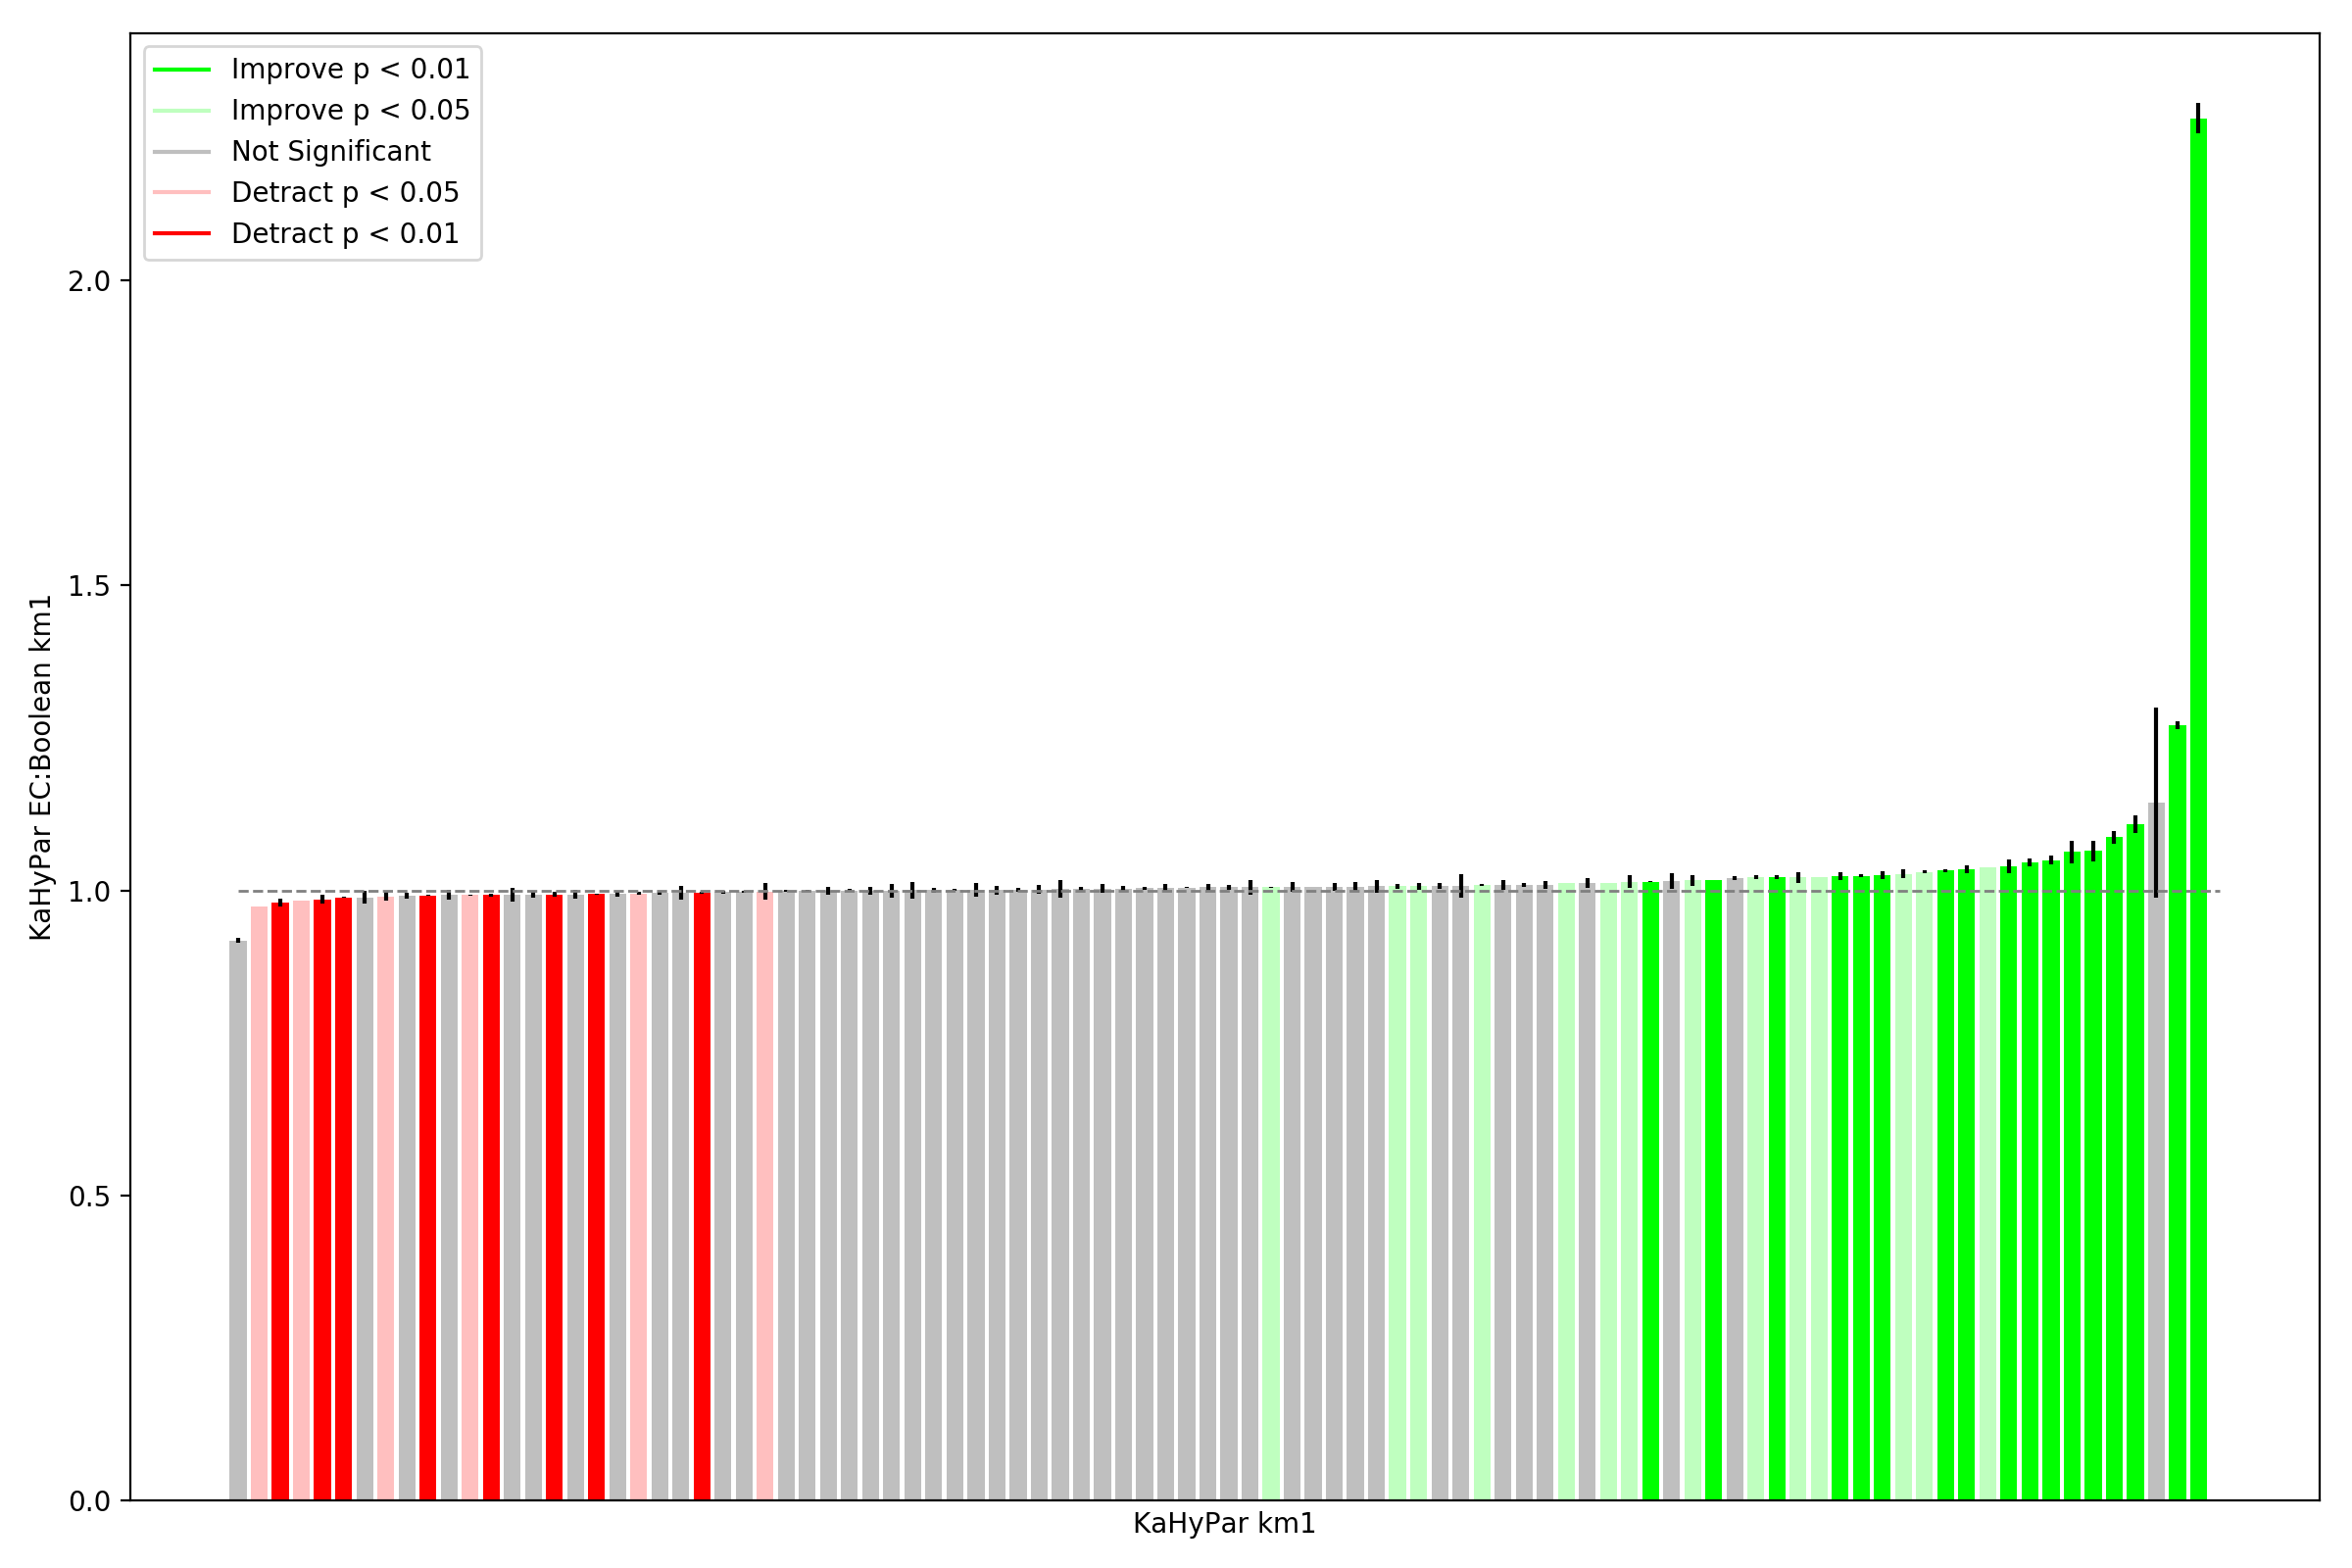 Improve p < 0.01
Improve p < 0.05
Not Significant
Detract p < 0.05
Detract p < 0.01
2.0
1.5
1.0
0.5
0.0
KaHyPar EC:Boolean km1
KaHyPar km1